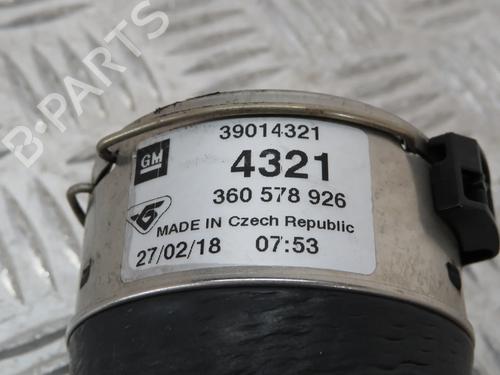 39014321
GM
4321
360 578 926
MADE IN Czech Republic
27/02/18 07:53
B-PARTS